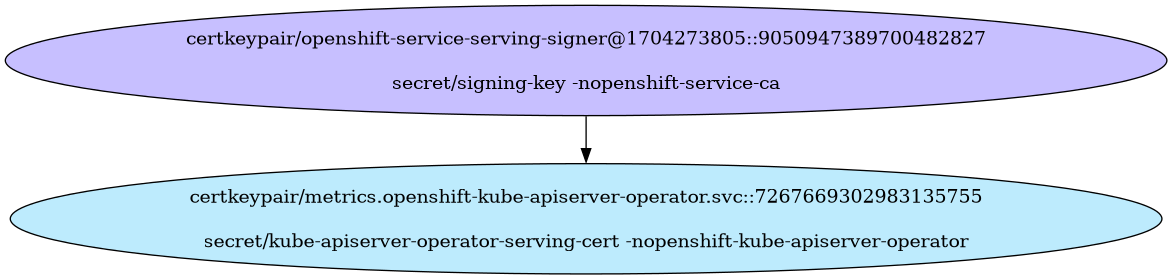 certkeypair/openshift-service-serving-signer@1704273805::9050947389700482827
secret/signing-key -nopenshift-service-ca
certkeypair/metrics.openshift-kube-apiserver-operator.svc::7267669302983135755
secret/kube-apiserver-operator-serving-cert -nopenshift-kube-apiserver-operator